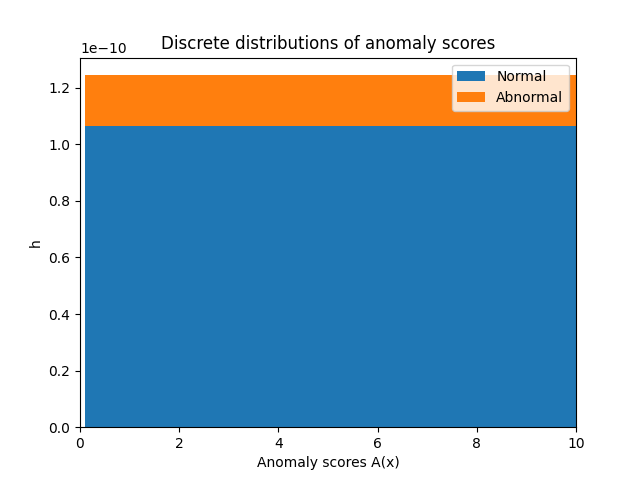 Discrete distributions of anomaly scores
1e−10
Normal
Abnormal
1.2
1.0
0.8
0.6
0.4
0.2
0.0
h
0 2 4 6 8 10
Anomaly scores A(x)